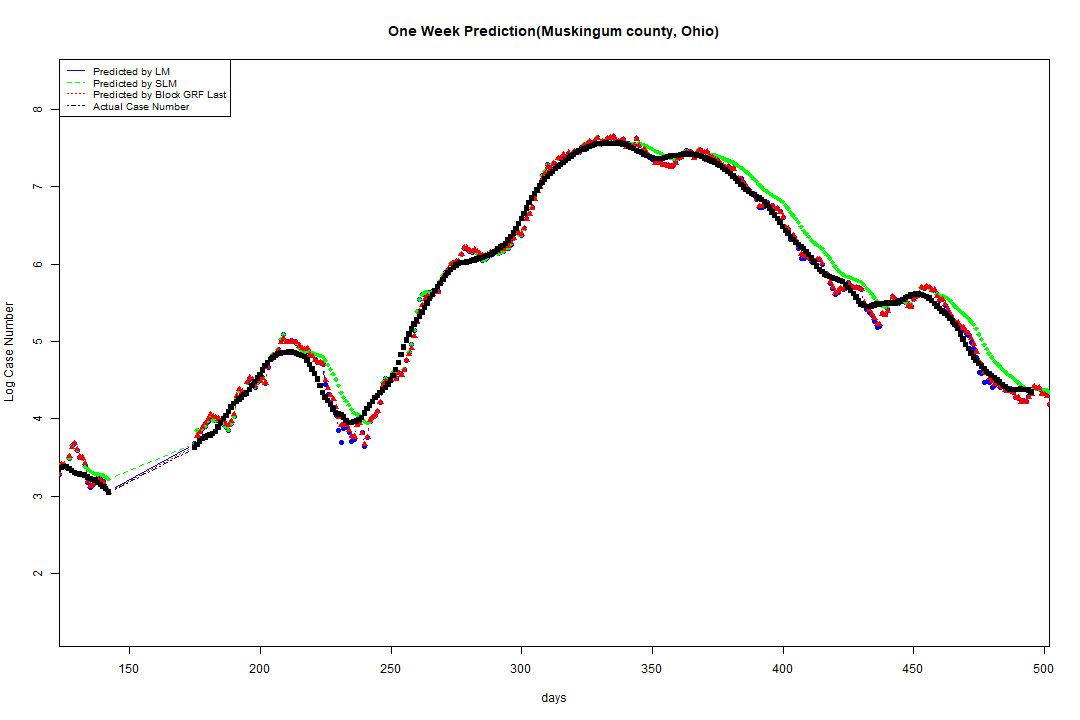 One Week Prediction(Muskingum county, Ohio)
Predicted by LM
Predicted by SLM
Predicted by Block GRF Last
Actual Case Number
Log Case Number
8
7
6
5
4
3
2
150 200 250 300 350 400 450 500
days